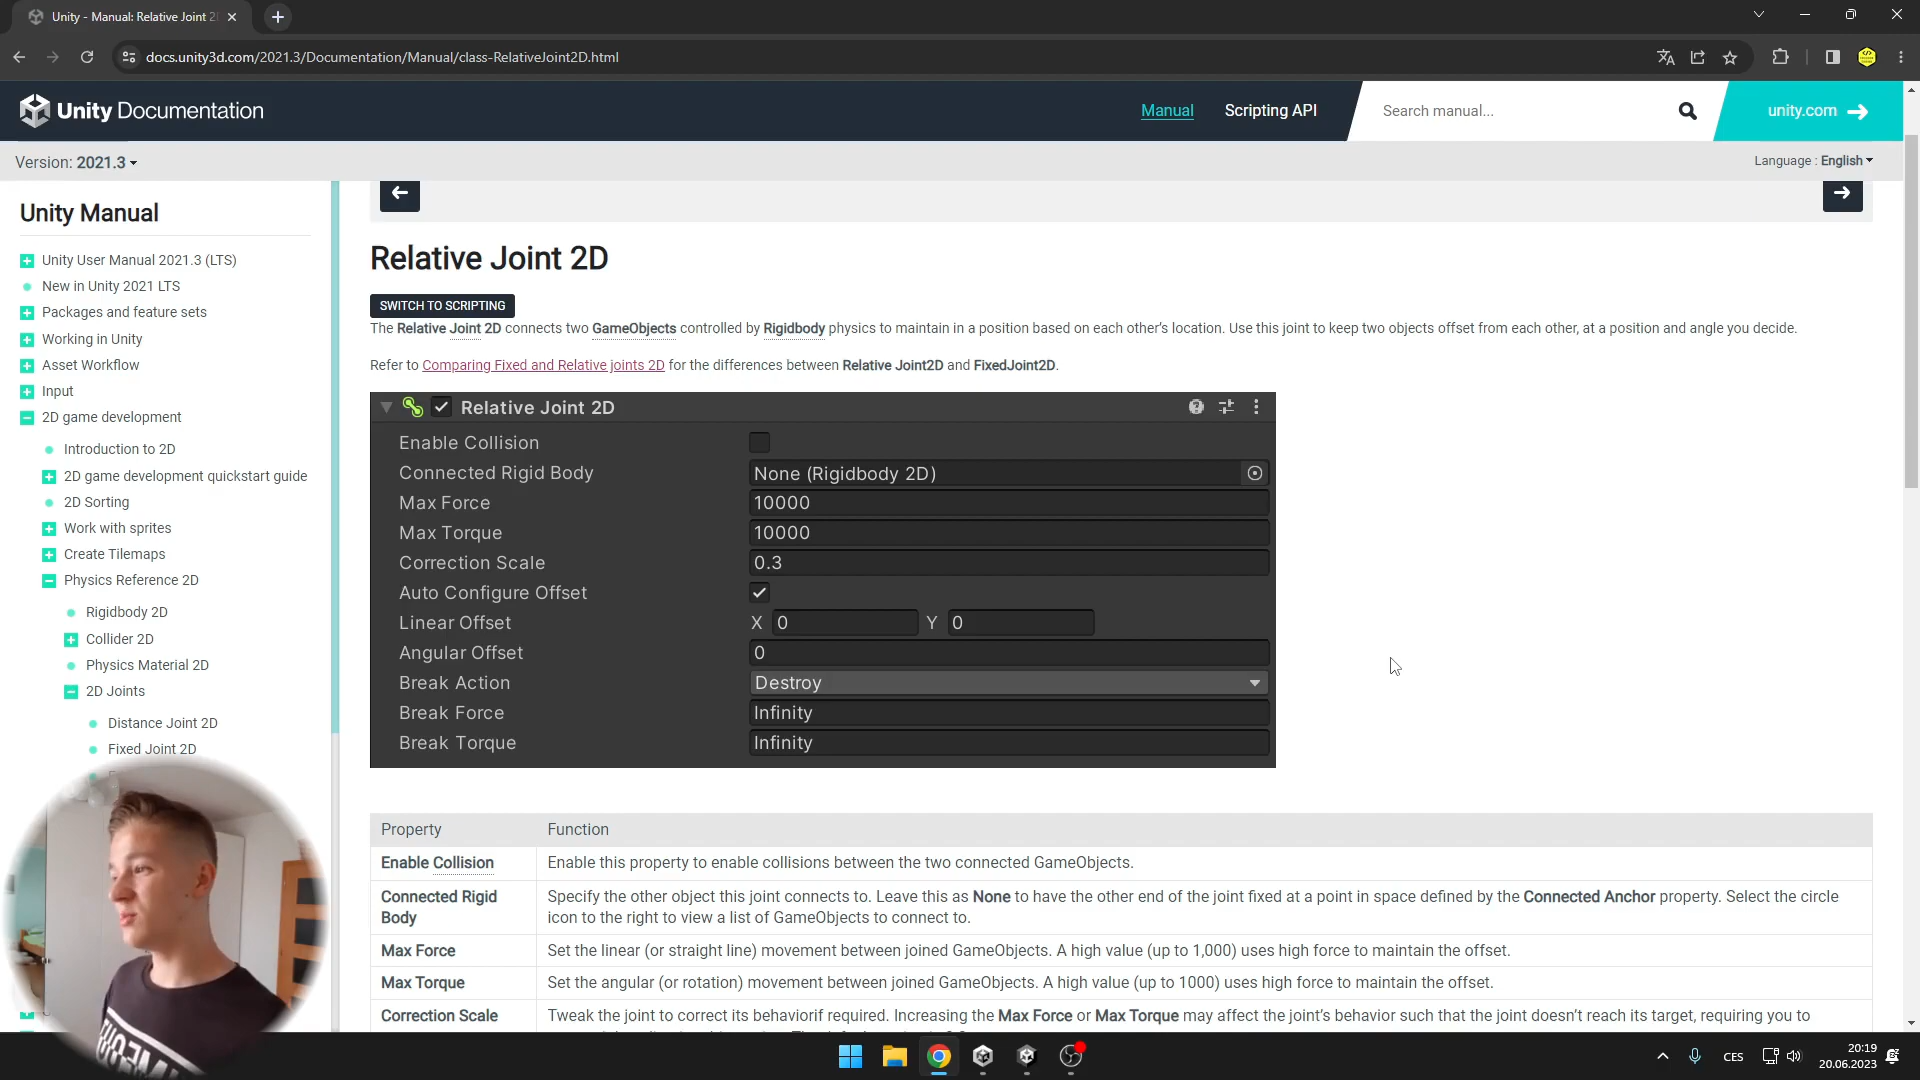 Unity - Manual: Relative Joint 2
docs.unity3d.com/2021.3/Documentation/Manual/class-RelativeJoint2D.html
Unity Documentation
Manual
Scripting API
Search manual...
unity.com
Version: 2021.3
Language : English
Unity Manual
Unity User Manual 2021.3 (LTS)
New in Unity 2021 LTS
Packages and feature sets
Working in Unity
Asset Workflow
Input
2D game development
Introduction to 2D
2D game development quickstart guide
2D Sorting
Work with sprites
Create Tilemaps
Physics Reference 2D
Rigidbody 2D
Collider 2D
Physics Material 2D
2D Joints
Distance Joint 2D
Fixed Joint 2D
Relative Joint 2D
SWITCH TO SCRIPTING
The Relative Joint 2D connects two GameObjects controlled by Rigidbody physics to maintain in a position based on each other's location. Use this joint to keep two objects offset from each other, at a position and angle you decide.
Refer to Comparing Fixed and Relative joints 2D for the differences between Relative Joint2D and FixedJoint2D.
Relative Joint 2D
Enable Collision
Connected Rigid Body None (Rigidbody 2D)
Max Force 10000
Max Torque 10000
Correction Scale 0.3
Auto Configure Offset
Linear Offset X 0 Y 0
Angular Offset 0
Break Action Destroy
Break Force Infinity
Break Torque Infinity
Property Function
Enable Collision Enable this property to enable collisions between the two connected GameObjects.
Connected Rigid Body Specify the other object this joint connects to. Leave this as None to have the other end of the joint fixed at a point in space defined by the Connected Anchor property. Select the circle
icon to the right to view a list of GameObjects to connect to.
Max Force Set the linear (or straight line) movement between joined GameObjects. A high value (up to 1,000) uses high force to maintain the offset.
Max Torque Set the angular (or rotation) movement between joined GameObjects. A high value (up to 1000) uses high force to maintain the offset.
Correction Scale Tweak the joint to correct its behaviorif required. Increasing the Max Force or Max Torque may affect the joint's behavior such that the joint doesn't reach its target, requiring you to
CES
20:19
20.06.2023